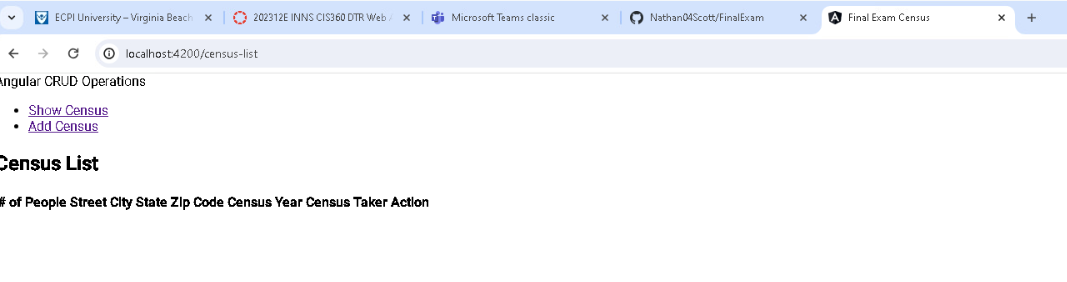 ECPI University – Virginia Beach
202312E INNS CIS360 DTR Web
Microsoft Teams classic
Nathan04Scott/FinalExam
Final Exam Census
localhost:4200/census-list
Angular CRUD Operations
Show Census
Add Census
Census List
# of People Street City State Zip Code Census Year Census Taker Action